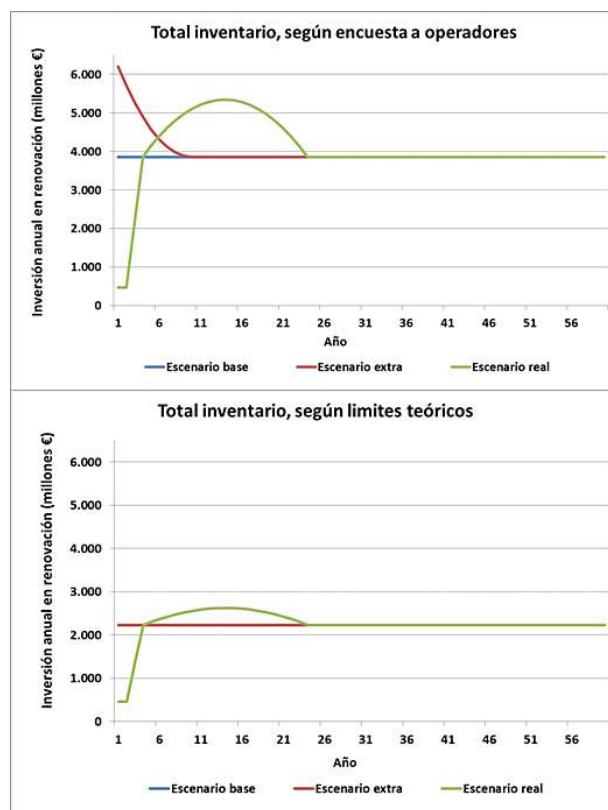 Total inventario, según encuesta a operadores
Inversión anual en renovación (millones €)
6.000
5.000
4.000
3.000
2.000
1.000
0
1 6 11 16 21 26 31 36 41 46 51 56
Año
Escenario base Escenario extra Escenario real
Total inventario, según limites teóricos
Inversión anual en renovación (millones €)
6.000
5.000
4.000
3.000
2.000
1.000
0
1 6 11 16 21 26 31 36 41 46 51 56
Año
Escenario base Escenario extra Escenario real